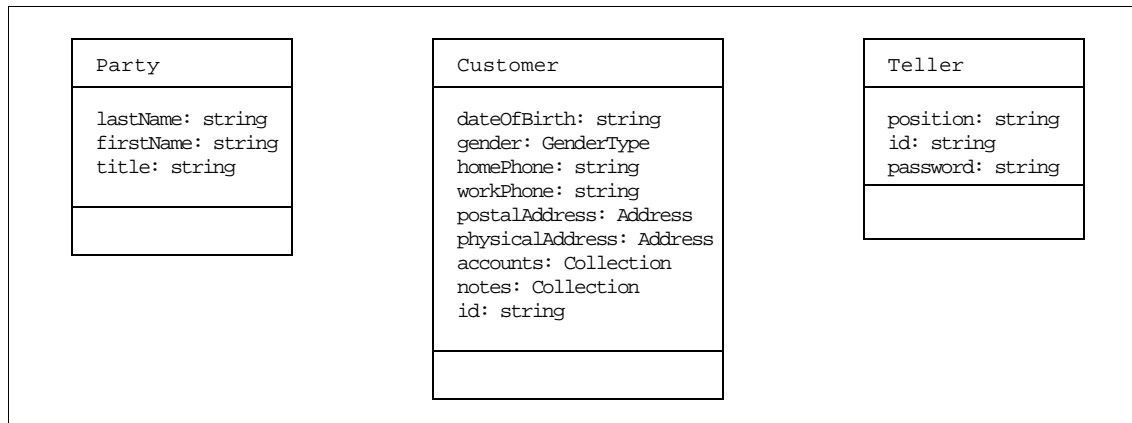 Party
lastName: string
firstName: string
title: string
Customer
dateOfBirth: string
gender: GenderType
homePhone: string
workPhone: string
postalAddress: Address
physicalAddress: Address
accounts: Collection
notes: Collection
id: string
Teller
position: string
id: string
password: string